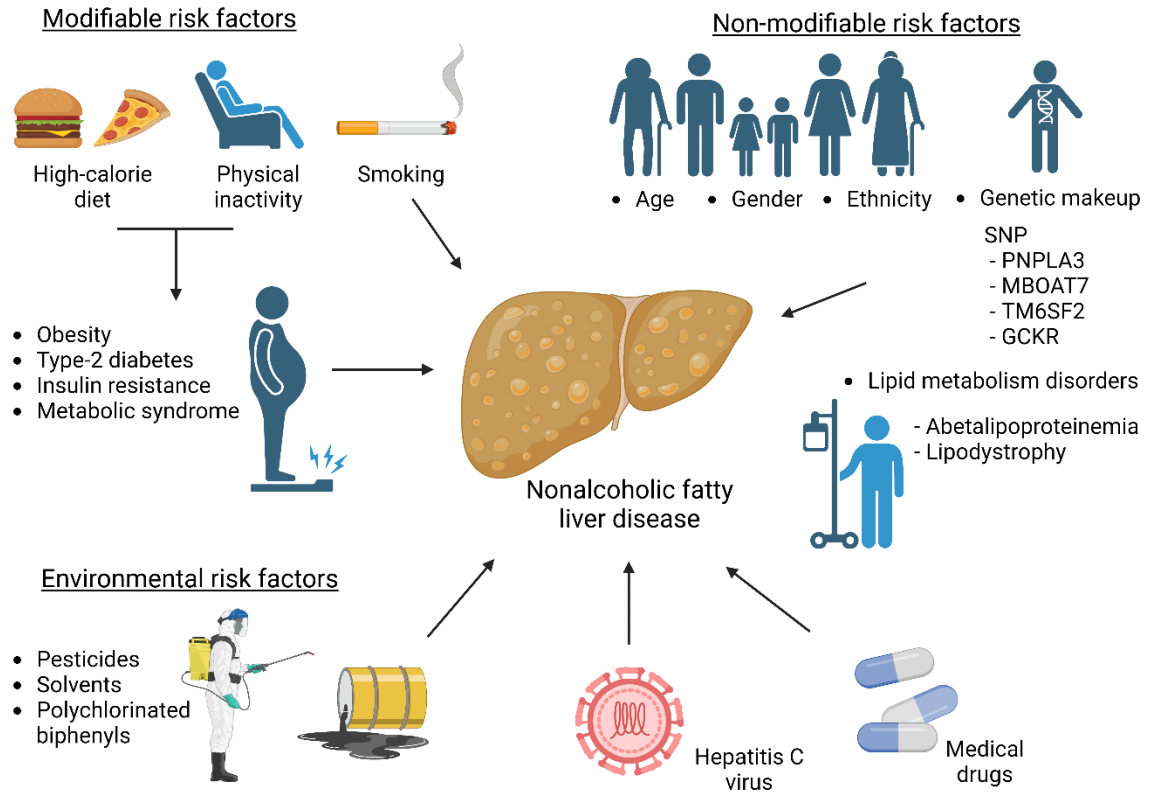 Modifiable risk factors
High-calorie
diet
Physical
inactivity
Smoking
• Obesity
• Type-2 diabetes
• Insulin resistance
• Metabolic syndrome
Non-modifiable risk factors
• Age
• Gender
• Ethnicity
• Genetic makeup
SNP
- PNPLA3
- MBOAT7
- TM6SF2
- GCKR
• Lipid metabolism disorders
- Abetalipoproteinemia
- Lipodystrophy
Nonalcoholic fatty
liver disease
Environmental risk factors
• Pesticides
• Solvents
• Polychlorinated
biphenyls
Hepatitis C
virus
Medical
drugs